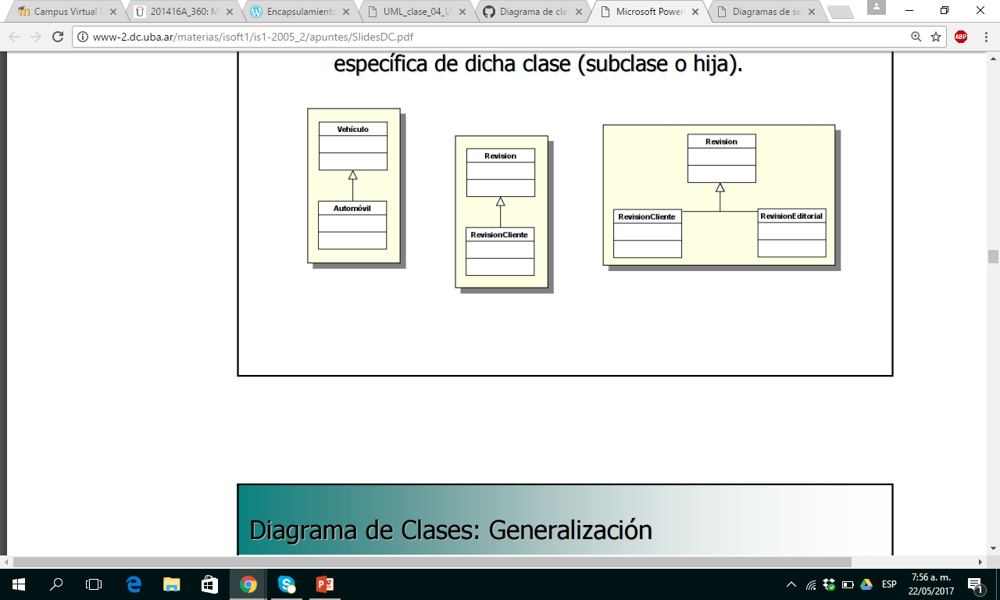 Campus Virtual U
201416A_360: M
Encapsulamiento
UML_clase_04_U
Diagrama de cla
Microsoft Power
Diagramas de se
www-2.dc.uba.ar/materias/isoft1/is1-2005_2/apuntes/SlidesDC.pdf
ABP
específica de dicha clase (subclase o hija).
Vehículo
Automóvil
Revision
RevisionCliente
Revision
RevisionCliente
RevisionEditorial
Diagrama de Clases: Generalización
ESP
7:56 a. m.
22/05/2017
1